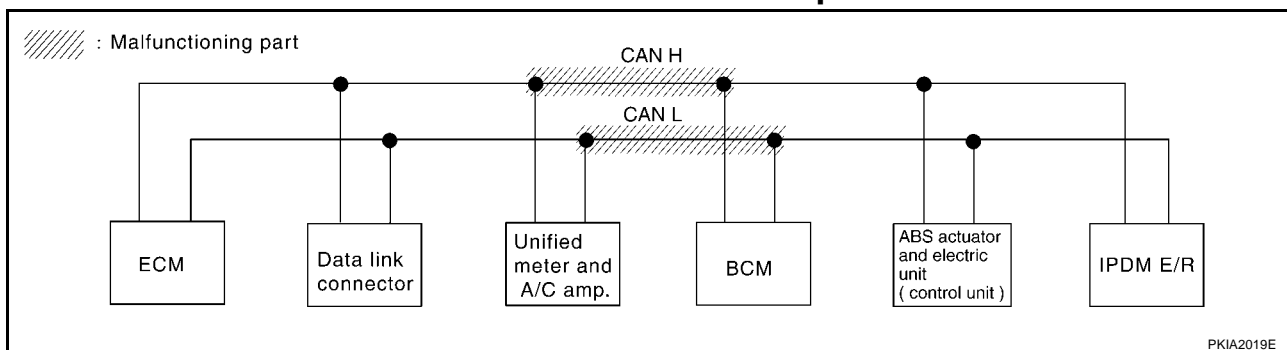 : Malfunctioning part
CAN H
CAN L
ECM
Data link
connector
Unified
meter and
A/C amp.
BCM
ABS actuator
and electric
unit
( control unit )
IPDM E/R
PKIA2019E